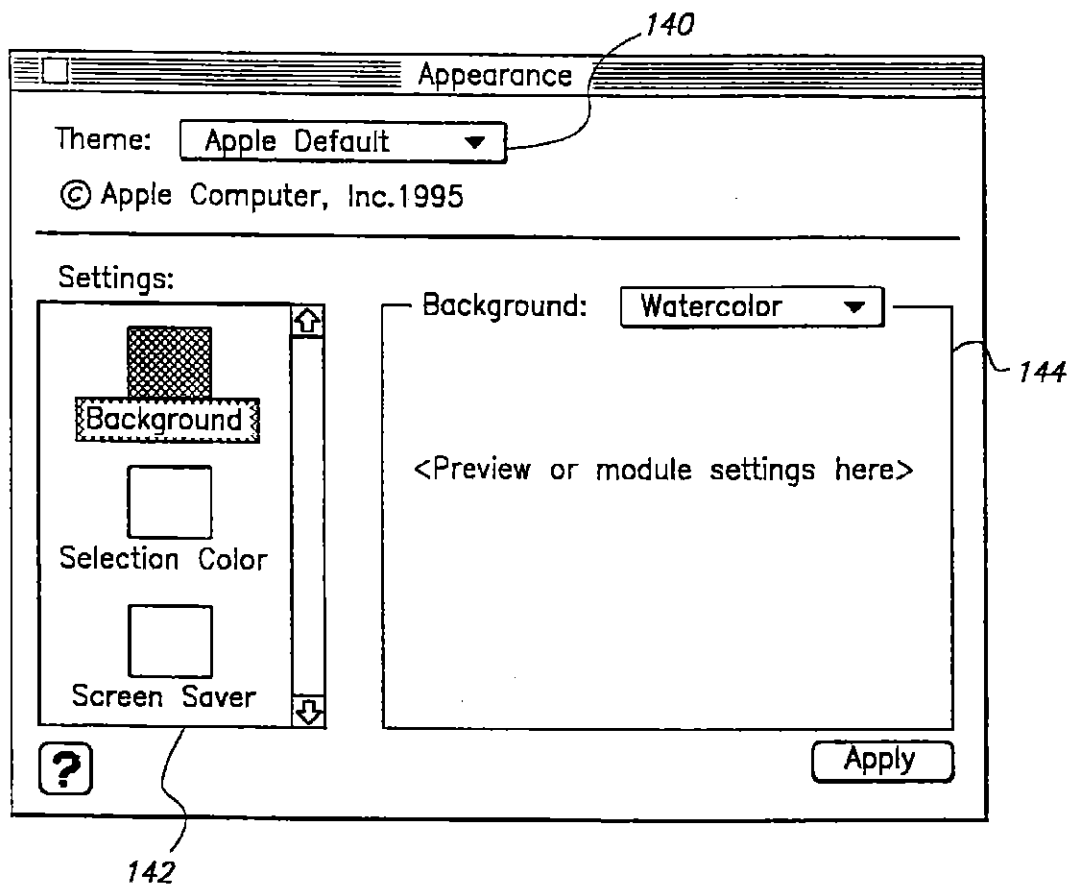 140
Appearance
Theme: Apple Default
© Apple Computer, Inc.1995
Settings:
Background: Watercolor
144
Background
<Preview or module settings here>
Selection Color
Screen Saver
?
Apply
142